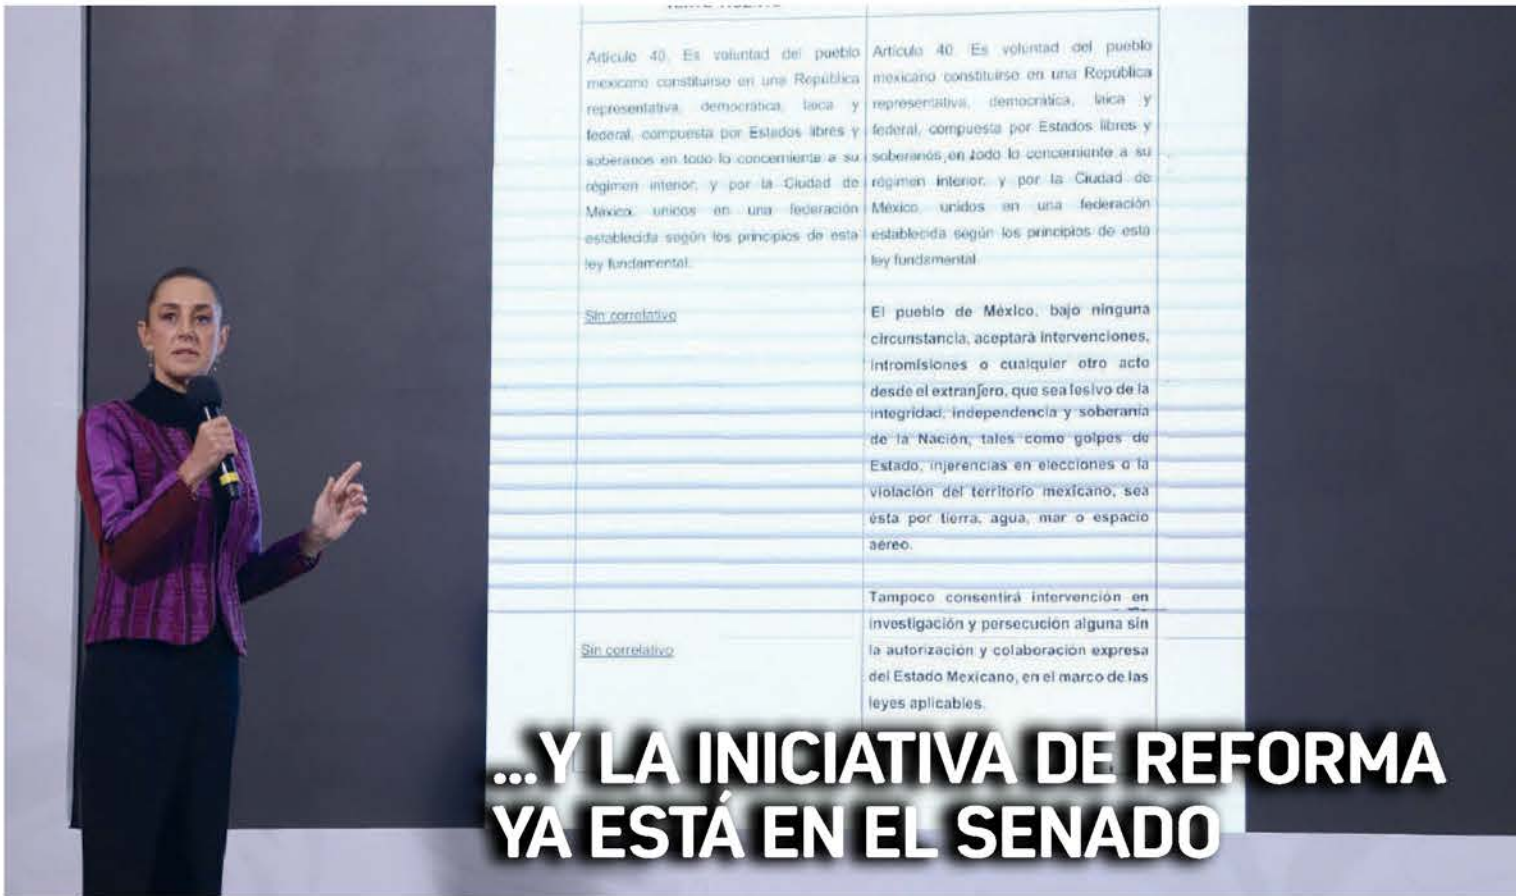 Artículo 40. Es voluntad del pueblo
mexicano constituirse en una República
representativa, democrática, laica y
federal, compuesta por Estados libres y
soberanos en todo lo concerniente a su
régimen interior, y por la Ciudad de
México, unidos en una federación
establecida según los principios de esta
ley fundamental.
Sin correlativo
Sin correlativo
Artículo 40. Es voluntad del pueblo
mexicano constituirse en una República
representativa, democrática, laica y
federal, compuesta por Estados libres y
soberanos en todo lo concerniente a su
régimen interior, y por la Ciudad de
México, unidos en una federación
establecida según los principios de esta
ley fundamental.
El pueblo de México, bajo ninguna
circunstancia, aceptará intervenciones,
intromisiones o cualquier otro acto
desde el extranjero, que sea lesivo de la
integridad, independencia y soberanía
de la Nación, tales como golpes de
Estado, injerencias en elecciones o la
violación del territorio mexicano, sea
ésta por tierra, agua, mar o espacio
aéreo.
Tampoco consentirá intervención en
investigación y persecución alguna sin
la autorización y colaboración expresa
del Estado Mexicano, en el marco de las
leyes aplicables.
...Y LA INICIATIVA DE REFORMA
YA ESTÁ EN EL SENADO